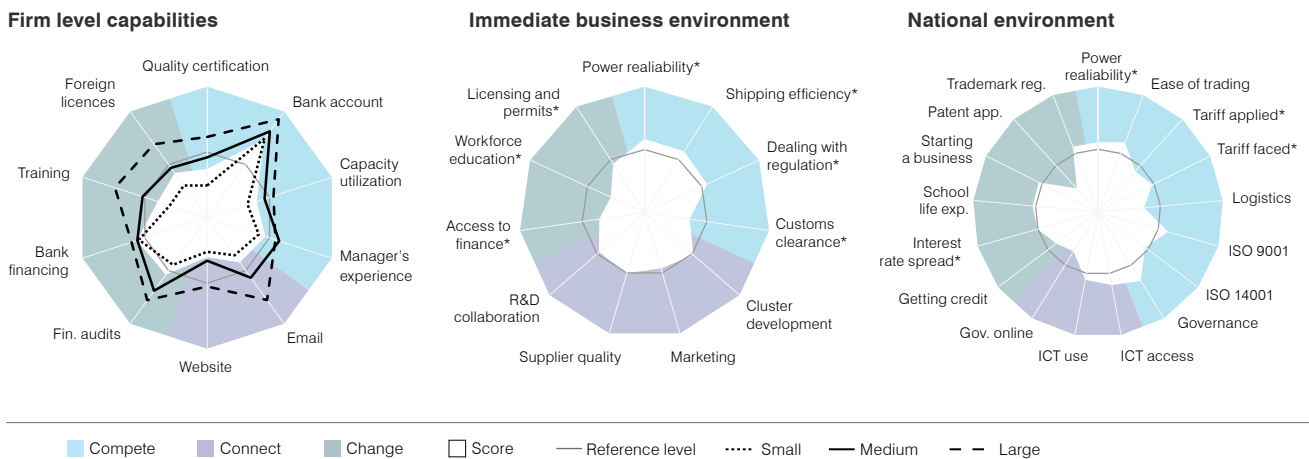 Firm level capabilities
Quality certification
Bank account
Capacity
utilization
Manager's
experience
Email
Website
Fin. audits
Bank
financing
Training
Foreign
licences
Immediate business environment
Power realiability*
Shipping efficiency*
Dealing with
regulation*
Customs
clearance*
Cluster
development
Marketing
Supplier quality
R&D
collaboration
Access to
finance*
Workforce
education*
Licensing and
permits*
National environment
Power
realiability*
Ease of trading
Tariff applied*
Tariff faced*
Logistics
ISO 9001
ISO 14001
Governance
ICT access
ICT use
Gov. online
Getting credit
Interest
rate spread*
School
life exp.
Starting
a business
Patent app.
Trademark reg.
Compete
Connect
Change
Score
Reference level
Small
Medium
Large